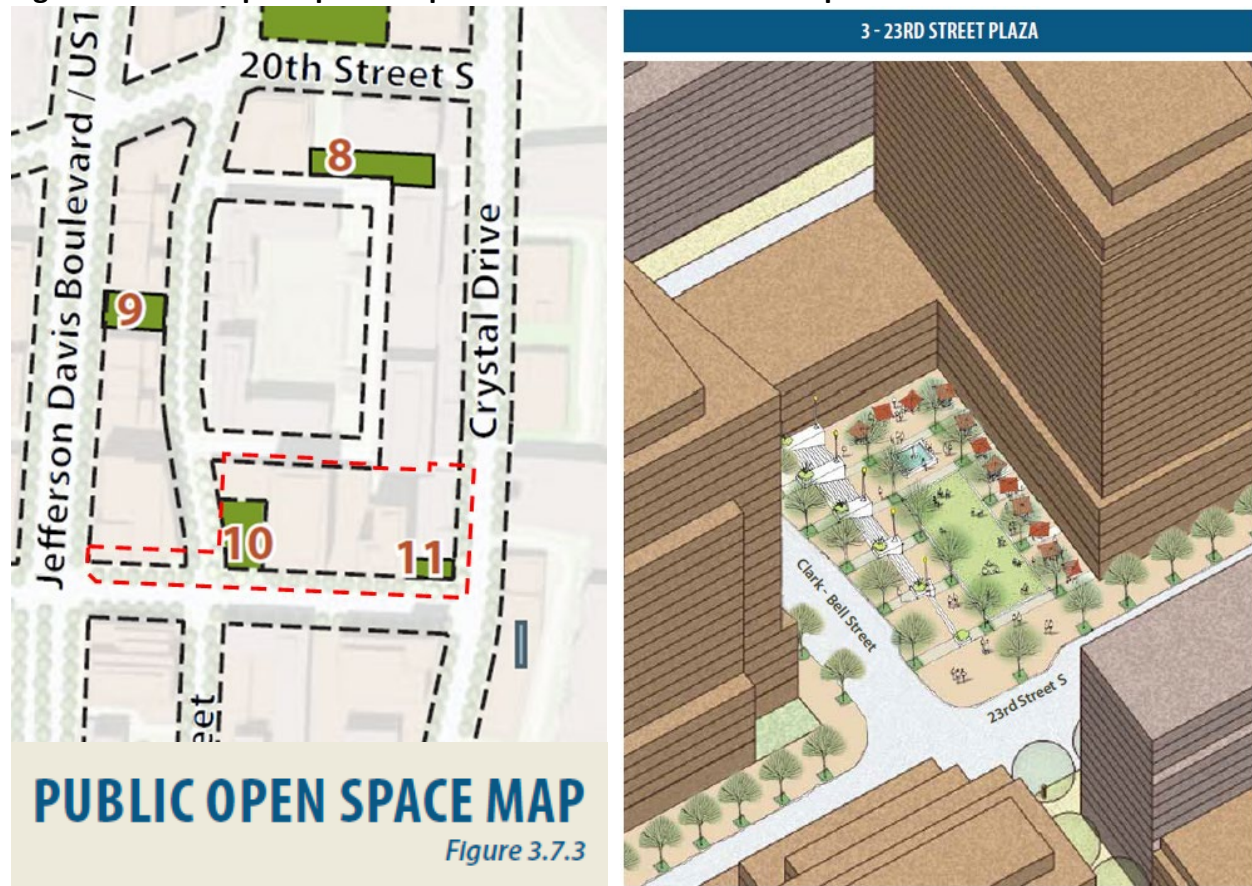 3 - 23RD STREET PLAZA
20th Street S
Jefferson Davis Boulevard / US1
8
Crystal Drive
9
10
11
eet
PUBLIC OPEN SPACE MAP
Figure 3.7.3
Clark - Bell Street
23rd Street S